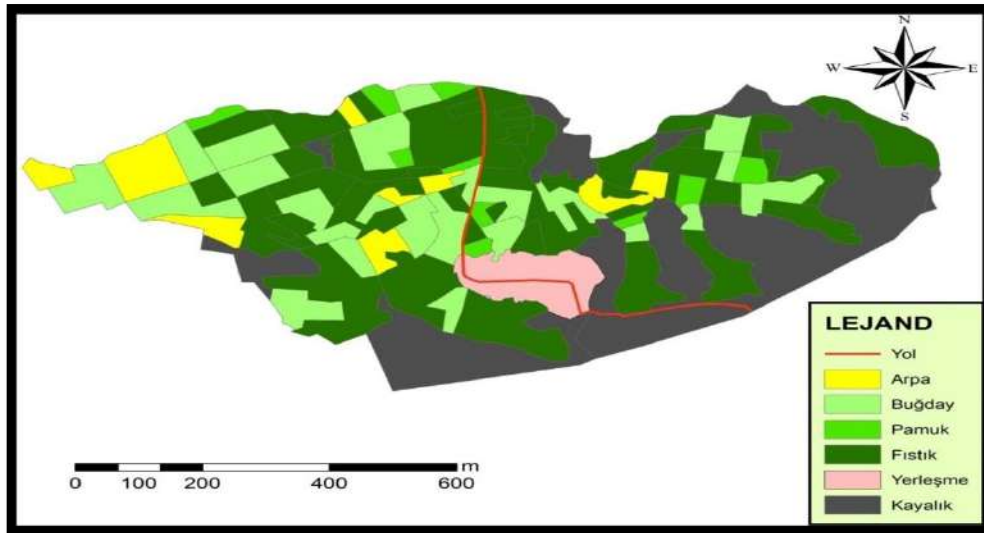 N
W E
S
LEJAND
Yol
Arpa
Buğday
Pamuk
Fıstık
Yerleşme
Kayalık
m
0 100 200 400 600